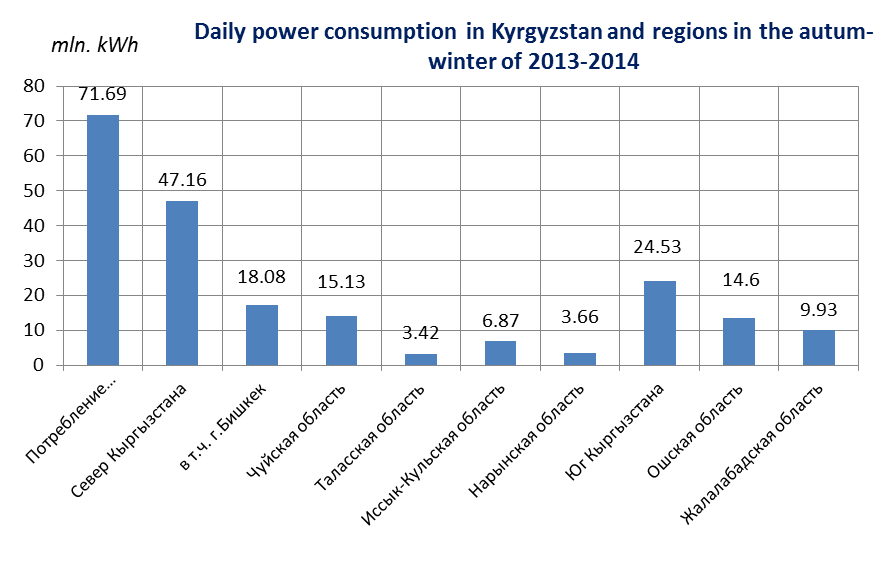 Daily power consumption in Kyrgyzstan and regions in the autum-
winter of 2013-2014
mln. kWh
80
70
60
50
40
30
20
10
0
71.69
47.16
18.08
15.13
3.42
6.87
3.66
24.53
14.6
9.93
Потребление...
Север Кыргызстана
в т.ч. г.Бишкек
Чуйская область
Таласская область
Иссык-Кульская область
Нарынская область
Юг Кыргызстана
Ошская область
Жалалабадская область